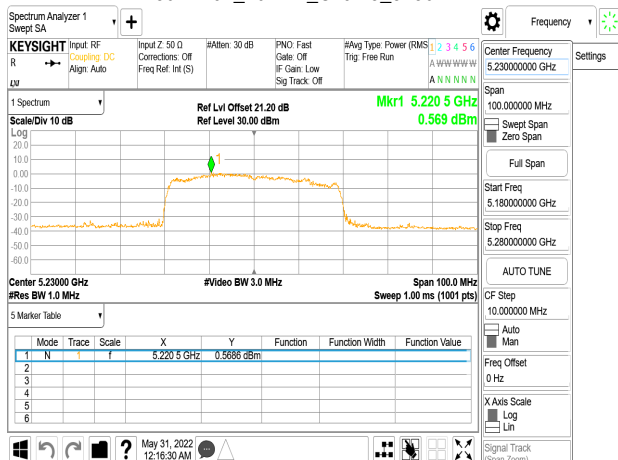 Spectrum Analyzer 1
Swept SA
+
Frequency
KEYSIGHT
R
Input: RF
Coupling: DC
Align: Auto
Input Z: 50 Ω
Corrections: Off
Freq Ref: Int (S)
#Atten: 30 dB
PNO: Fast
Gate: Off
IF Gain: Low
Sig Track: Off
#Avg Type: Power (RMS
Trig: Free Run
1 2 3 4 5 6
A W W W W W
A N N N N N
Center Frequency
5.230000000 GHz
Settings
Span
100.000000 MHz
Swept Span
Zero Span
Full Span
Start Freq
5.180000000 GHz
Stop Freq
5.280000000 GHz
AUTO TUNE
CF Step
10.000000 MHz
Auto
Man
Freq Offset
0 Hz
X Axis Scale
Log
Lin
Signal Track
(Span Zoom)
1 Spectrum
Scale/Div 10 dB
Ref Lvl Offset 21.20 dB
Ref Level 30.00 dBm
Mkr1 5.220 5 GHz
0.569 dBm
Log
20.0
10.0
0.00
-10.0
-20.0
-30.0
-40.0
-50.0
-60.0
1
Center 5.23000 GHz
#Video BW 3.0 MHz
Span 100.0 MHz
#Res BW 1.0 MHz
Sweep 1.00 ms (1001 pts)
5 Marker Table
Mode Trace Scale X Y Function Function Width Function Value
1 N 1 f 5.220 5 GHz 0.5686 dBm
2
3
4
5
6
?
May 31, 2022
12:16:30 AM